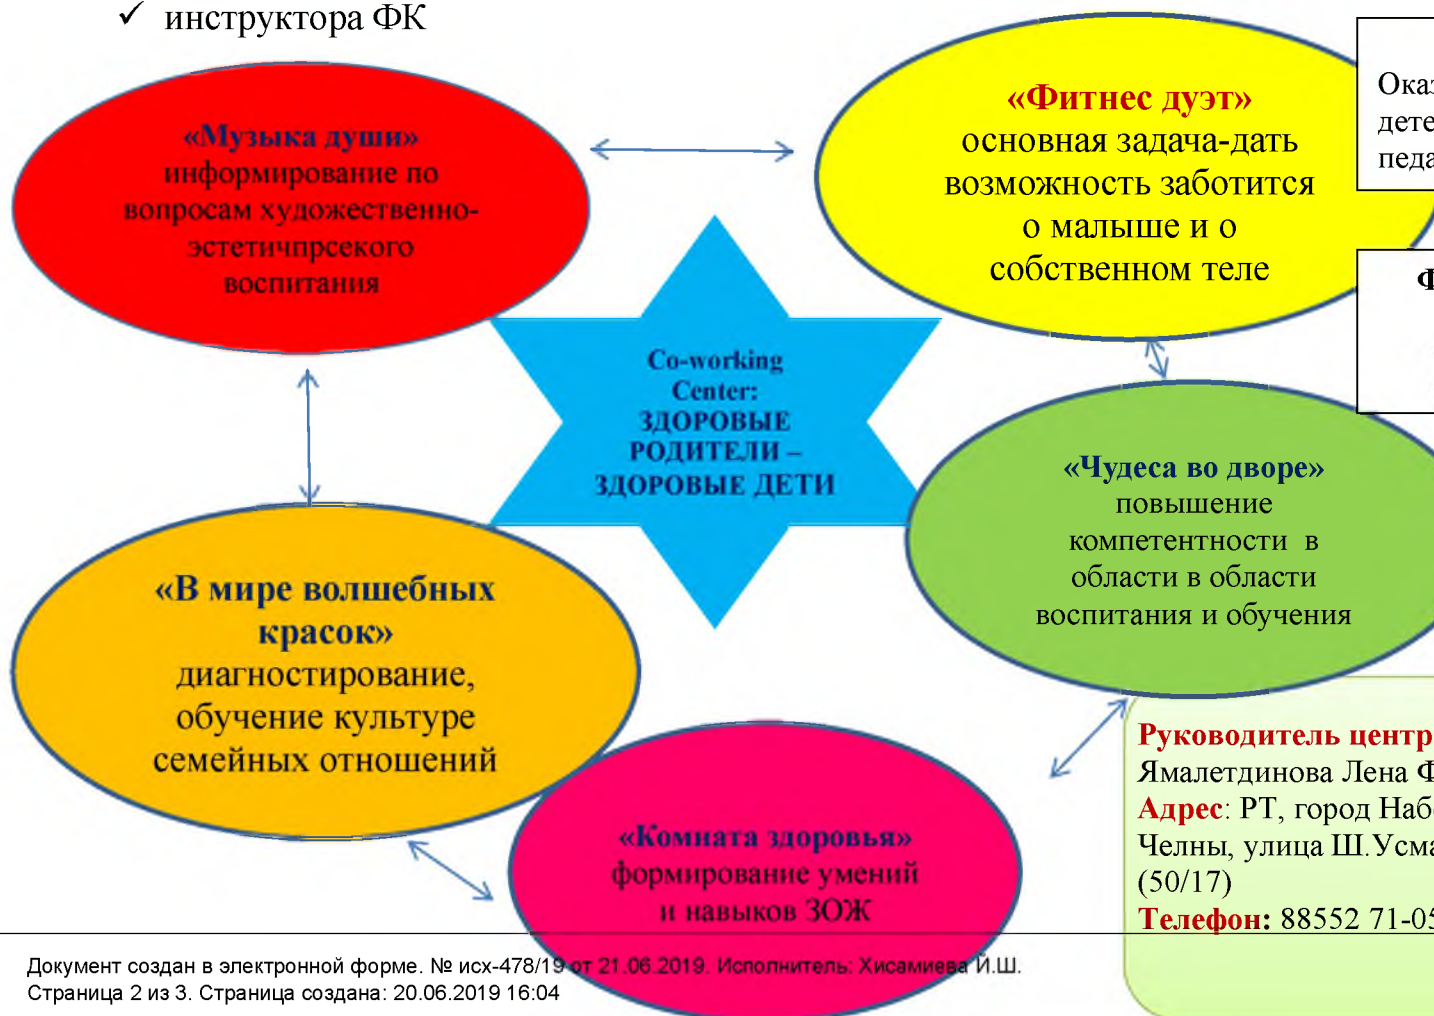 ✓ инструктора ФК
«Музыка души»
информирование по
вопросам художественно-
эстетичпрсекого
воспитания
«Фитнес дуэт»
основная задача-дать
возможность заботится
о малыше и о
собственном теле
Co-working
Center:
ЗДОРОВЫЕ
РОДИТЕЛИ –
ЗДОРОВЫЕ ДЕТИ
«Чудеса во дворе»
повышение
компетентности в
области в области
воспитания и обучения
«В мире волшебных
красок»
диагностирование,
обучение культуре
семейных отношений
«Комната здоровья»
формирование умений
и навыков ЗОЖ
Руководитель центр
Ямалетдинова Лена Ф
Адрес: РТ, город Наб
Челны, улица Ш.Усма
(50/17)
Телефон: 88552 71-05
Документ создан в электронной форме. № исх-478/19 от 21.06.2019. Исполнитель: Хисамиева Й.Ш.
Страница 2 из 3. Страница создана: 20.06.2019 16:04